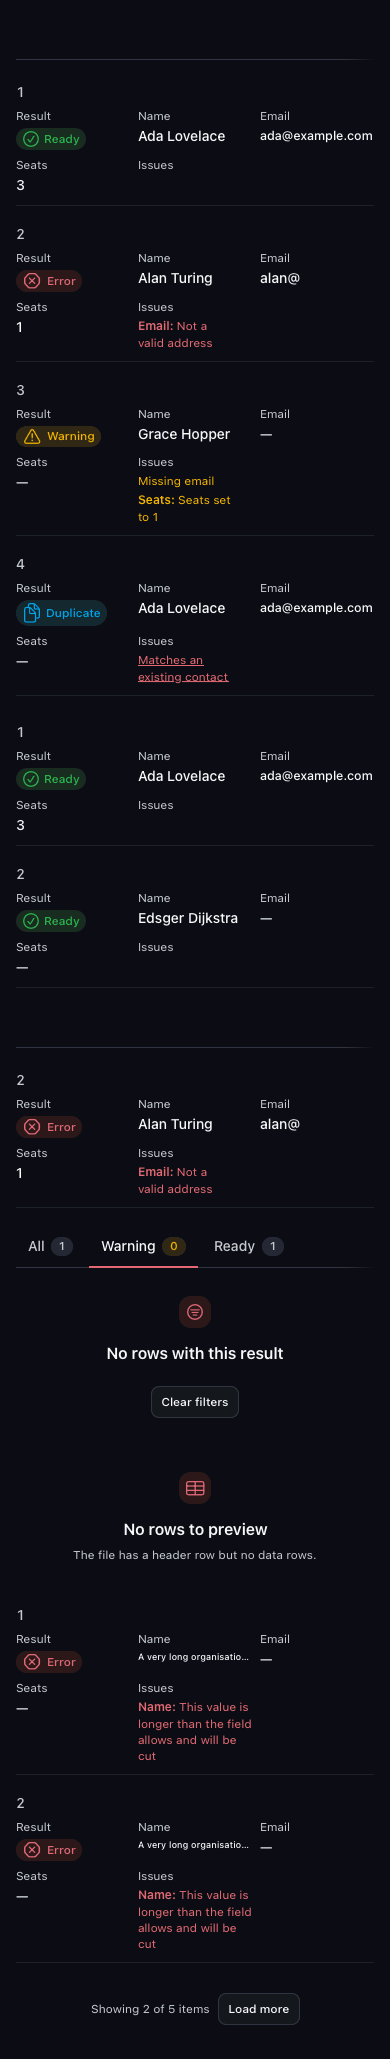 1
Result Name Email
Ready Ada Lovelace ada@example.com
Seats Issues
3
2
Result Name Email
Error Alan Turing alan@
Seats Issues
1 Email: Not a
valid address
3
Result Name Email
Warning Grace Hopper —
Seats Issues
— Missing email
Seats: Seats set
to 1
4
Result Name Email
Duplicate Ada Lovelace ada@example.com
Seats Issues
— Matches an
existing contact
1
Result Name Email
Ready Ada Lovelace ada@example.com
Seats Issues
3
2
Result Name Email
Ready Edsger Dijkstra —
Seats Issues
—
2
Result Name Email
Error Alan Turing alan@
Seats Issues
1 Email: Not a
valid address
All 1 Warning 0 Ready 1
No rows with this result
Clear filters
No rows to preview
The file has a header row but no data rows.
1
Result Name Email
Error A very long organisatio... —
Seats Issues
— Name: This value is
longer than the field
allows and will be
cut
2
Result Name Email
Error A very long organisatio... —
Seats Issues
— Name: This value is
longer than the field
allows and will be
cut
Showing 2 of 5 items Load more